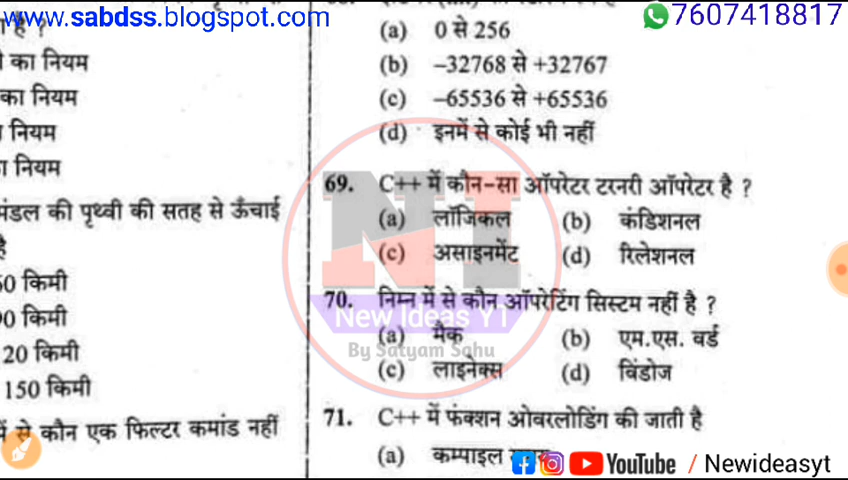 www.sabdss.blogspot.com
7607418817
है ?
का नियम
का नियम
नियम
नियम
मंडल की पृथ्वी की सतह से ऊँचाई
किमी
किमी
20 किमी
150 किमी
से कौन एक फिल्टर कमांड नहीं
(a) 0 से 256
(b) –32768 से +32767
(c) –65536 से +65536
(d) इनमें से कोई भी नहीं
69. C++ में कौन-सा ऑपरेटर टरनरी ऑपरेटर है ?
(a) लॉजिकल (b) कंडिशनल
(c) असाइनमेंट (d) रिलेशनल
70. निम्न में से कौन ऑपरेटिंग सिस्टम नहीं है ?
(a) मैक (b) एम.एस. वर्ड
(c) लाइनेक्स (d) विंडोज
71. C++ में फंक्शन ओवरलोडिंग की जाती है
(a) कम्पाइल
NI
New Ideas YT
By Satyam Sahu
YouTube / Newideasyt